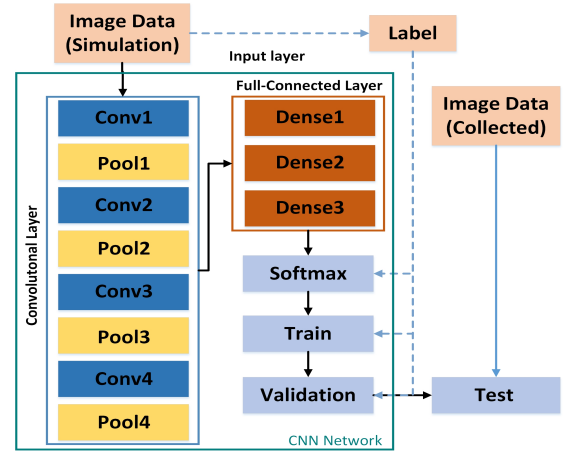 Image Data
(Simulation)
Label
Input layer
Full-Connected Layer
Image Data
(Collected)
Convolutonal Layer
Conv1
Pool1
Conv2
Pool2
Conv3
Pool3
Conv4
Pool4
Dense1
Dense2
Dense3
Softmax
Train
Validation
Test
CNN Network